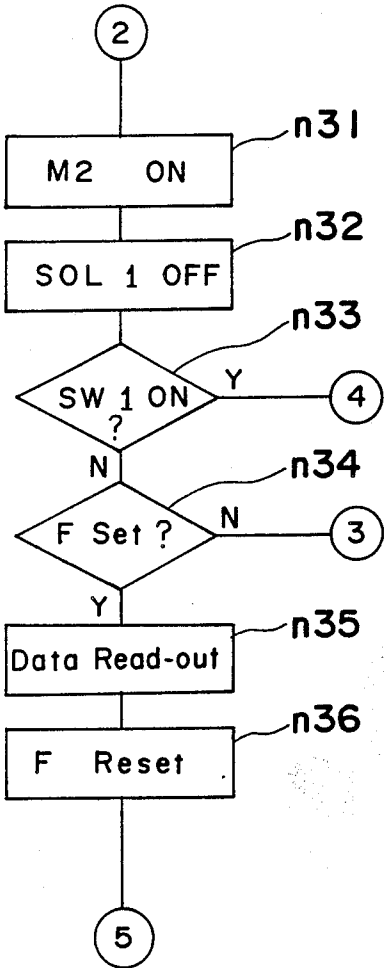 2
n31
M2 ON
n32
SOL 1 OFF
n33
SW 1 ON
?
Y
4
N
n34
F Set ?
N
3
Y
n35
Data Read-out
n36
F Reset
5